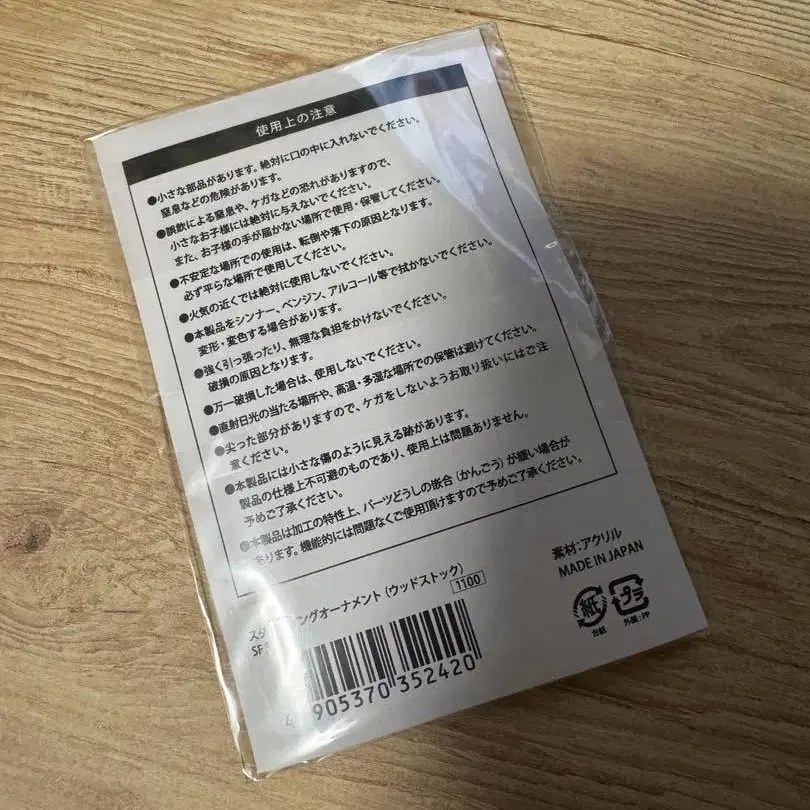 使用上の注意
●小さな部品があります。絶対に口の中に入れないでください。
窒息などの危険があります。
●誤飲による窒息や、ケガなどの恐れがありますので、
小さなお子様には絶対に与えないでください。
また、お子様の手が届かない場所で使用・保管してください。
●不安定な場所での使用は、転倒や落下の原因となります。
必ず平らな場所で使用してください。
●火気の近くでは絶対に使用しないでください。
●本製品をシンナー、ベンジン、アルコール等で拭かないでください。
変形・変色する場合があります。
●強く引っ張ったり、無理な負担をかけないでください。
破損の原因となります。
●万一破損した場合は、使用しないでください。
●直射日光の当たる場所や、高温・多湿な場所での保管は避けてください。
●尖った部分がありますので、ケガをしないようお取り扱いにはご注
意ください。
●本製品には小さな傷のように見える跡があります。
製品の仕様上不可避のものであり、使用上は問題ありません。
予めご了承ください。
●本製品は加工の特性上、パーツどうしの嵌合（かんごう）が緩い場合が
あります。機能的には問題なくご使用頂けますので予めご了承ください。
素材：アクリル
MADE IN JAPAN
ングオーナメント（ウッドストック）
1100
紙
台紙
プラ
外装：PP
4 905370 352420